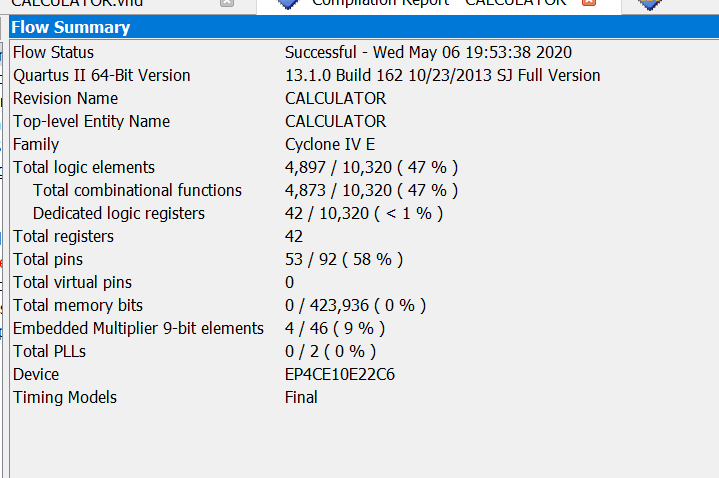 CALCULATOR.vhd Compilation Report - CALCULATOR
Flow Summary
Flow Status Successful - Wed May 06 19:53:38 2020
Quartus II 64-Bit Version 13.1.0 Build 162 10/23/2013 SJ Full Version
Revision Name CALCULATOR
Top-level Entity Name CALCULATOR
Family Cyclone IV E
Total logic elements 4,897 / 10,320 ( 47 % )
Total combinational functions 4,873 / 10,320 ( 47 % )
Dedicated logic registers 42 / 10,320 ( < 1 % )
Total registers 42
Total pins 53 / 92 ( 58 % )
Total virtual pins 0
Total memory bits 0 / 423,936 ( 0 % )
Embedded Multiplier 9-bit elements 4 / 46 ( 9 % )
Total PLLs 0 / 2 ( 0 % )
Device EP4CE10E22C6
Timing Models Final